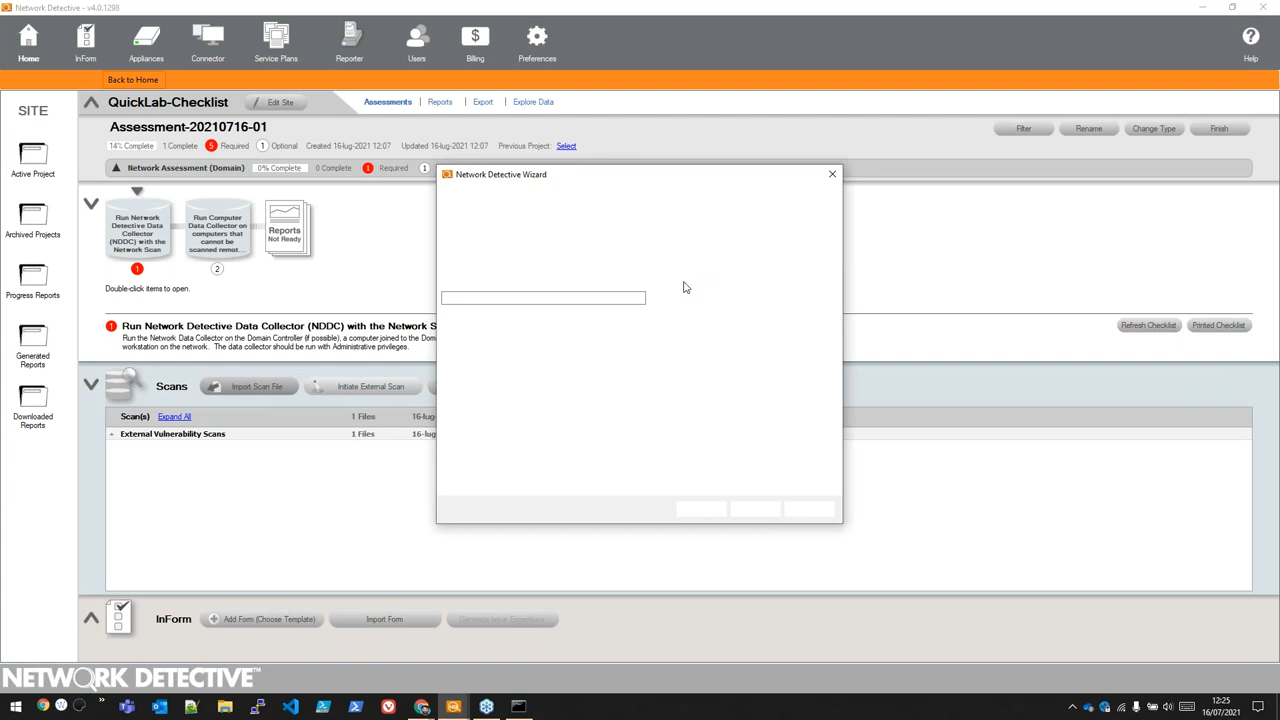 Network Detective - v4.0.1298
Home
InForm
Appliances
Connector
Service Plans
Reporter
Users
Billing
Preferences
Help
Back to Home
SITE
Active Project
Archived Projects
Progress Reports
Generated
Reports
Downloaded
Reports
QuickLab-Checklist
Edit Site
Assessments
Reports
Export
Explore Data
Assessment-20210716-01
Filter
Rename
Change Type
Finish
14% Complete 1 Complete 5 Required 1 Optional Created 16-lug-2021 12:07 Updated 16-lug-2021 12:07 Previous Project: Select
Network Assessment (Domain) 0% Complete 0 Complete 1 Required 1
Network Detective Wizard
Run Network
Detective Data
Collector
(NDDC) with the
Network Scan
1
Run Computer
Data Collector on
computers that
cannot be
scanned remot...
2
Reports
Not Ready
Double-click items to open.
1 Run Network Detective Data Collector (NDDC) with the Network S
Run the Network Data Collector on the Domain Controller (if possible), a computer joined to the Dom
workstation on the network. The data collector should be run with Administrative privileges.
Refresh Checklist
Printed Checklist
Scans
Import Scan File
Initiate External Scan
Scan(s) Expand All 1 Files 16-lug-
External Vulnerability Scans 1 Files 16-lug-
InForm
Add Form (Choose Template)
Import Form
Generate Issue Exceptions
NETWORK DETECTIVE™
12:25
16/07/2021